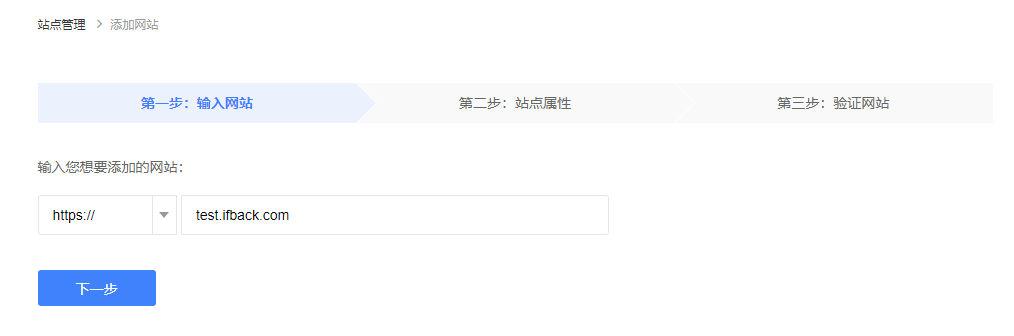 站点管理 > 添加网站
第一步：输入网站 第二步：站点属性 第三步：验证网站
输入您想要添加的网站：
https:// test.ifback.com
下一步